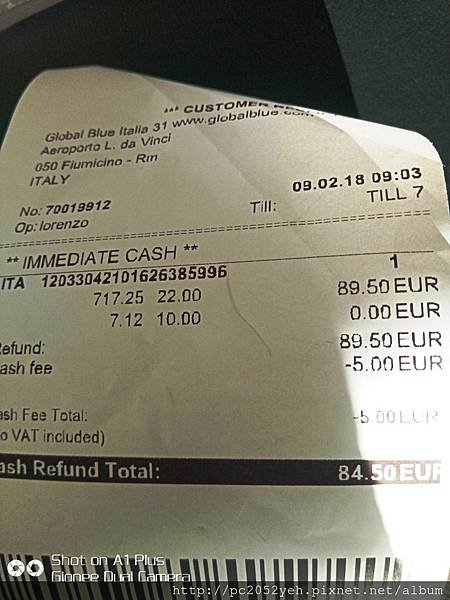 *** CUSTOMER
Global Blue Italia 31 www.globalblue.com
Aeroporto L. da Vinci
050 Fiumicino - Rm
ITALY
09.02.18 09:03
No: 70019912 Till: TILL 7
Op: lorenzo
** IMMEDIATE CASH ** 1
ITA 12033042101626385996 89.50 EUR
717.25 22.00 0.00 EUR
7.12 10.00 89.50 EUR
efund: -5.00 EUR
ash fee
ash Fee Total: -5.00 EUR
o VAT included)
ash Refund Total: 84.50 EUR
Shot on A1 Plus
Gionee Dual Camera
http://pc2052yeh.pixnet.net/album